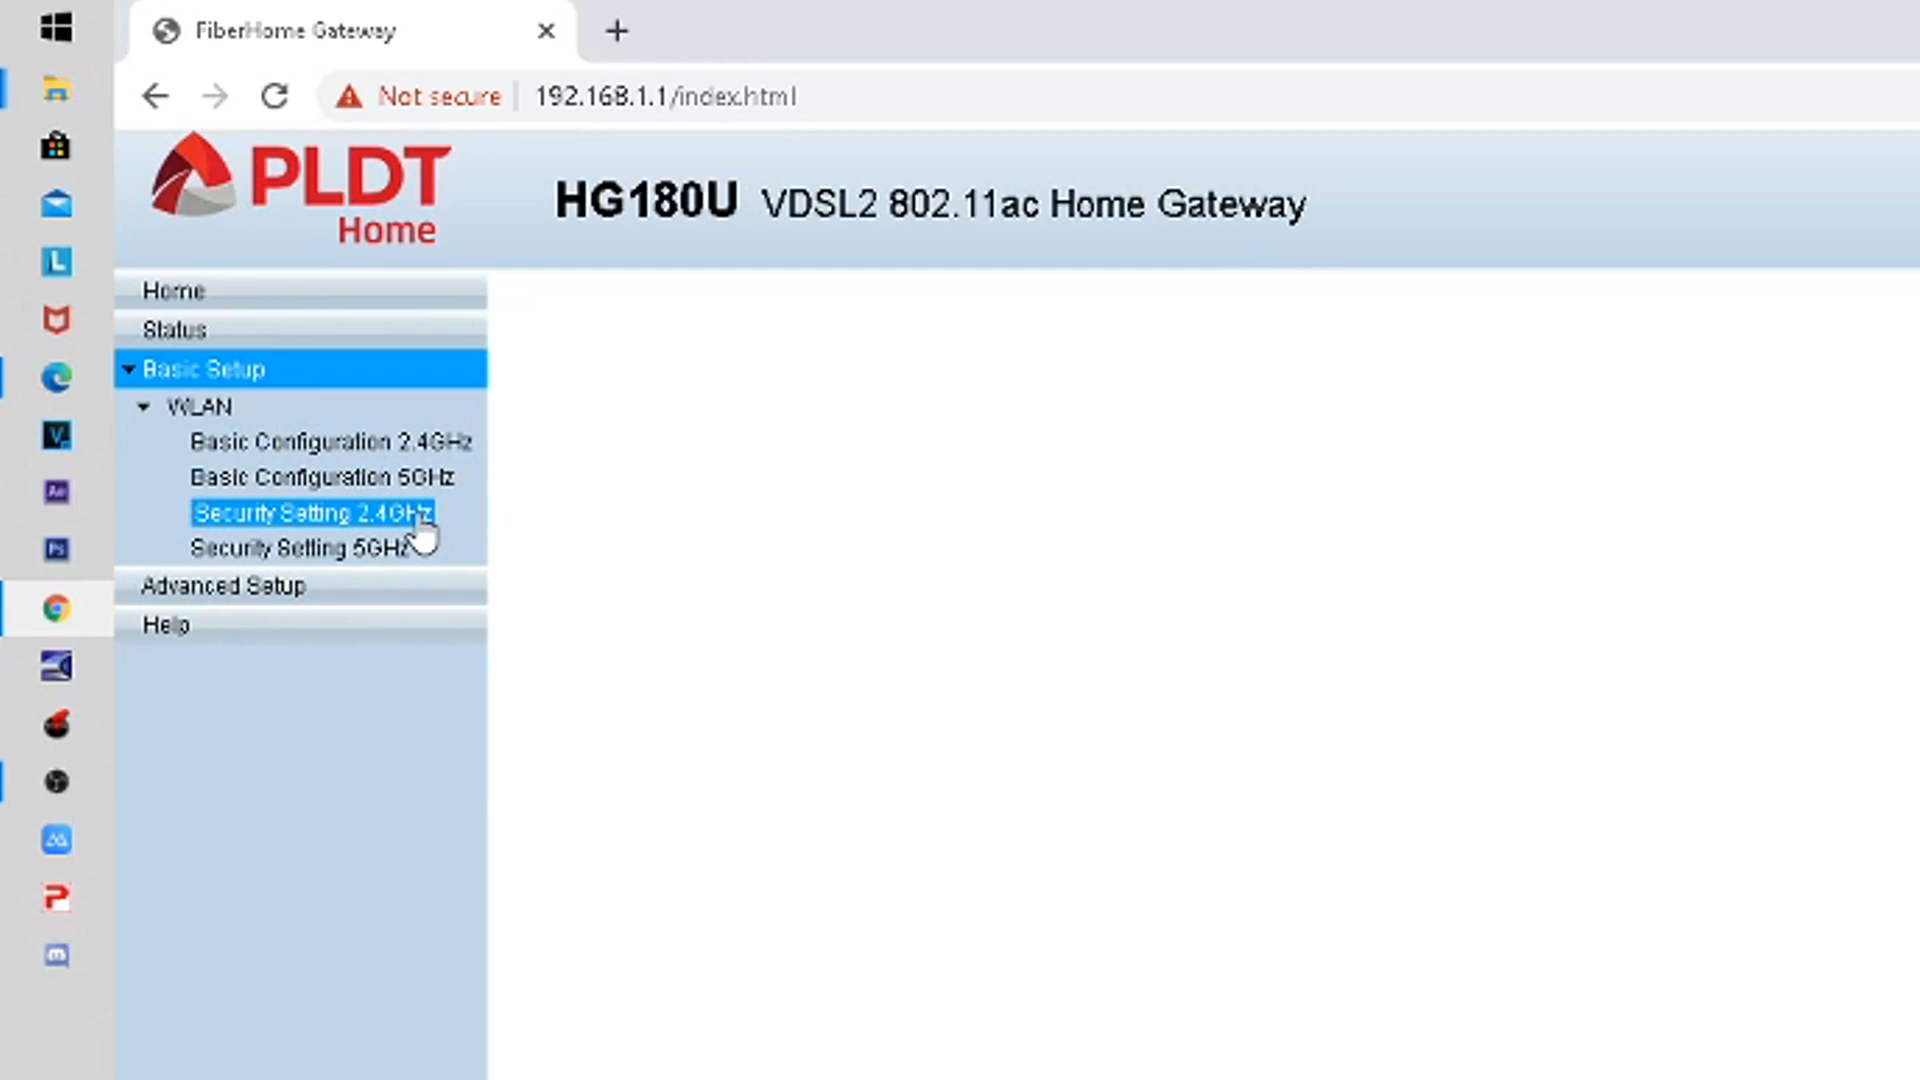 FiberHome Gateway
Not secure 192.168.1.1/index.html
PLDT
Home
HG180U VDSL2 802.11ac Home Gateway
Home
Status
Basic Setup
WLAN
Basic Configuration 2.4GHz
Basic Configuration 5GHz
Security Setting 2.4GHz
Security Setting 5GHz
Advanced Setup
Help